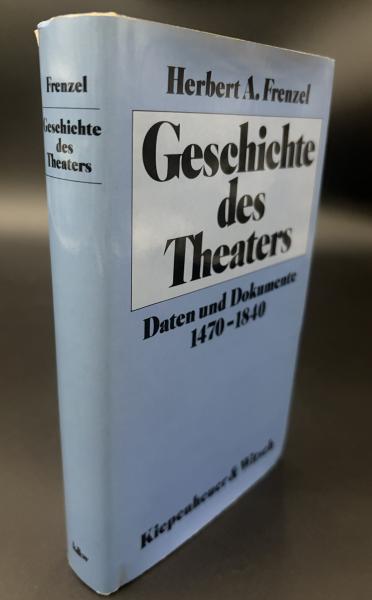 Frenzel
Geschichte
des
Theaters
Herbert A. Frenzel
Geschichte
des
Theaters
Daten und Dokumente
1470–1840
Kiepenheuer & Witsch